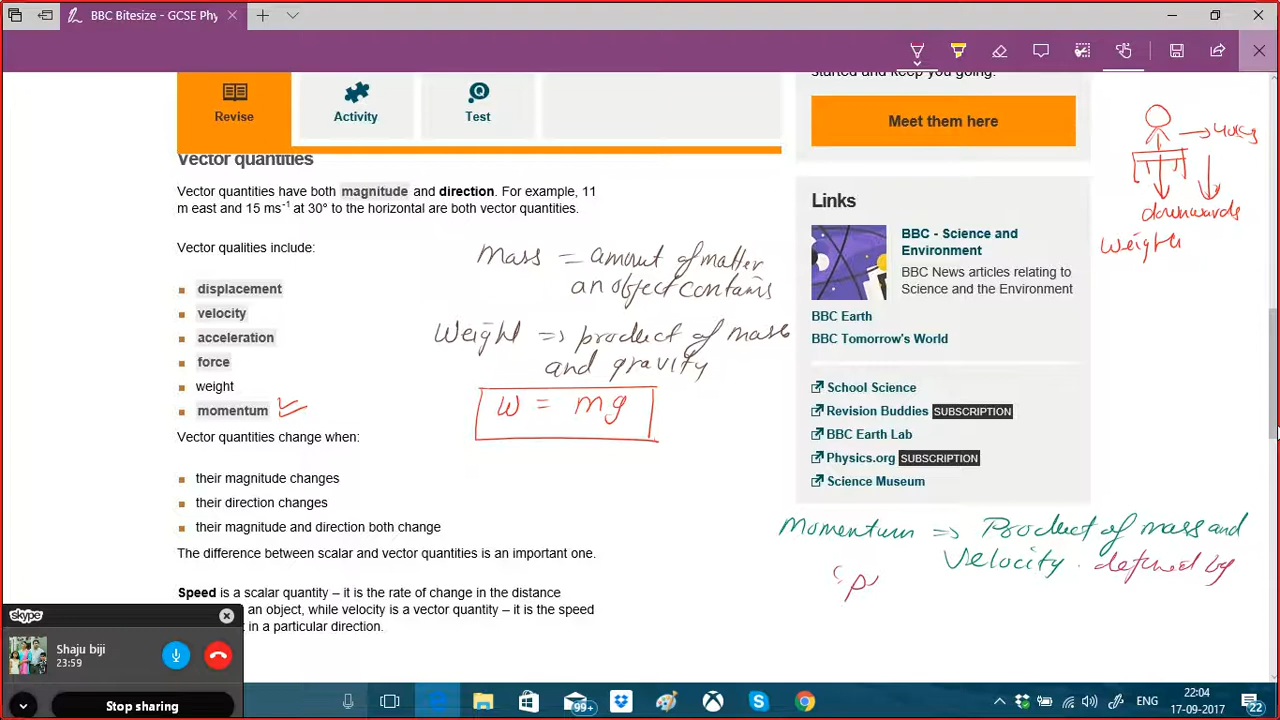 BBC Bitesize - GCSE Phy
started and keep you going.
Revise
Activity
Test
Meet them here
Vector quantities
Vector quantities have both magnitude and direction. For example, 11
m east and 15 ms-1 at 30° to the horizontal are both vector quantities.
Vector qualities include:
displacement
velocity
acceleration
force
weight
momentum
Vector quantities change when:
their magnitude changes
their direction changes
their magnitude and direction both change
The difference between scalar and vector quantities is an important one.
Speed is a scalar quantity – it is the rate of change in the distance
an object, while velocity is a vector quantity – it is the speed
in a particular direction.
Mass = amount of matter
an object contains
Weight => product of mass
and gravity
W = mg
Links
BBC - Science and
Environment
BBC News articles relating to
Science and the Environment
BBC Earth
BBC Tomorrow's World
School Science
Revision Buddies SUBSCRIPTION
BBC Earth Lab
Physics.org SUBSCRIPTION
Science Museum
40kg
downwards
Weight
Momentum => Product of mass and
Velocity. defined by
'p'
skype
Shaju biji
23:59
Stop sharing
99+
ENG
22:04
17-09-2017
22